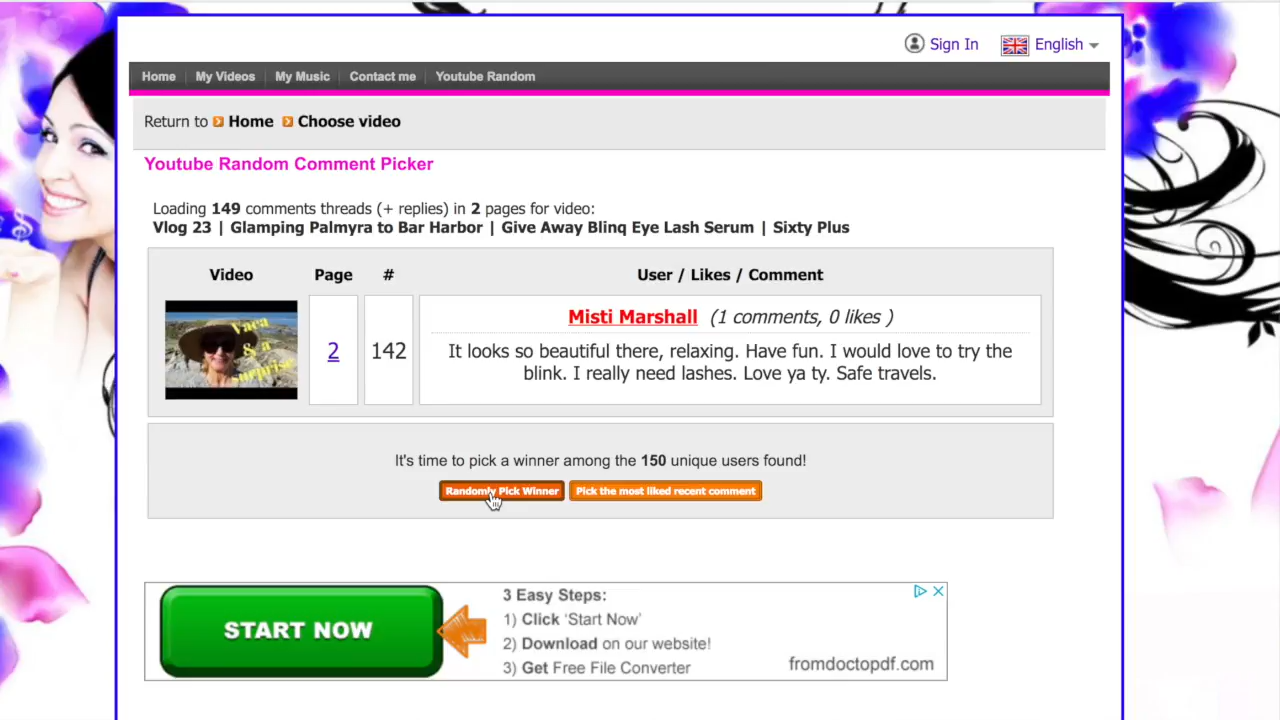 Sign In English
Home My Videos My Music Contact me Youtube Random
Return to Home Choose video
Youtube Random Comment Picker
Loading 149 comments threads (+ replies) in 2 pages for video:
Vlog 23 | Glamping Palmyra to Bar Harbor | Give Away Blinq Eye Lash Serum | Sixty Plus
Video Page # User / Likes / Comment
Vaca
& a
surprise
2 142
Misti Marshall (1 comments, 0 likes )
It looks so beautiful there, relaxing. Have fun. I would love to try the
blink. I really need lashes. Love ya ty. Safe travels.
It's time to pick a winner among the 150 unique users found!
Randomly Pick Winner Pick the most liked recent comment
START NOW
3 Easy Steps:
1) Click ‘Start Now’
2) Download on our website!
3) Get Free File Converter
fromdoctopdf.com